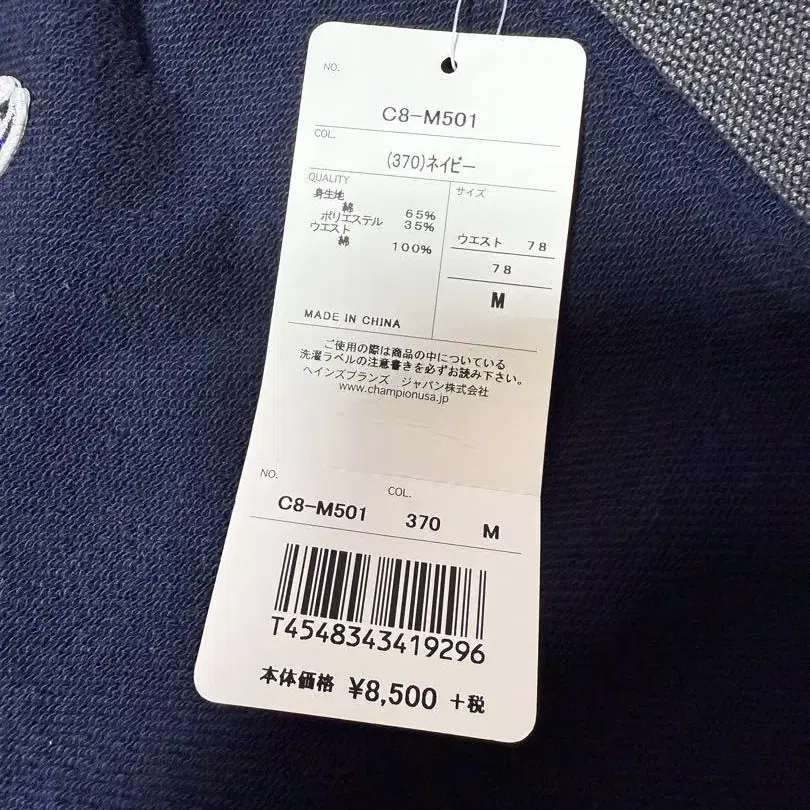 NO.
C8-M501
COL.
(370)ネイビー
QUALITY
身生地
綿 65%
ポリエステル 35%
ウエスト
綿 100%
サイズ
ウエスト 78
78
M
MADE IN CHINA
ご使用の際は商品の中についている
洗濯ラベルの注意書きを必ずお読み下さい。
ヘインズブランズ ジャパン株式会社
www.championusa.jp
NO. COL.
C8-M501 370 M
T4548343419296
本体価格 ¥8,500 +税